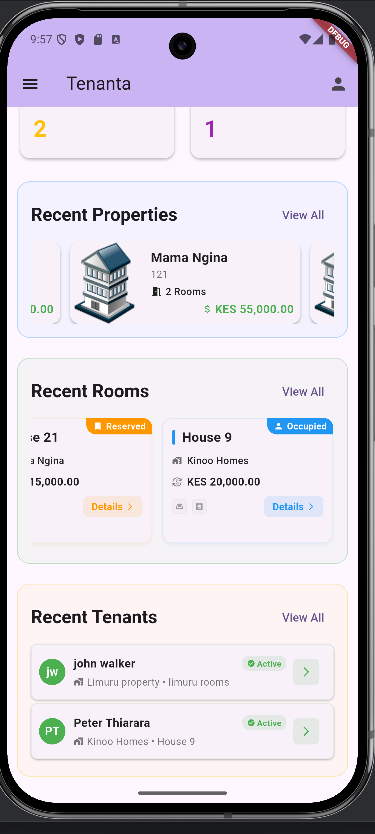 9:57
DEBUG
Tenanta
2
1
Recent Properties
View All
0.00
Mama Ngina
121
2 Rooms
$ KES 55,000.00
Recent Rooms
View All
se 21
Reserved
a Ngina
15,000.00
Details
House 9
Occupied
Kinoo Homes
KES 20,000.00
Details
Recent Tenants
View All
jw
john walker
Active
Limuru property • limuru rooms
PT
Peter Thiarara
Active
Kinoo Homes • House 9